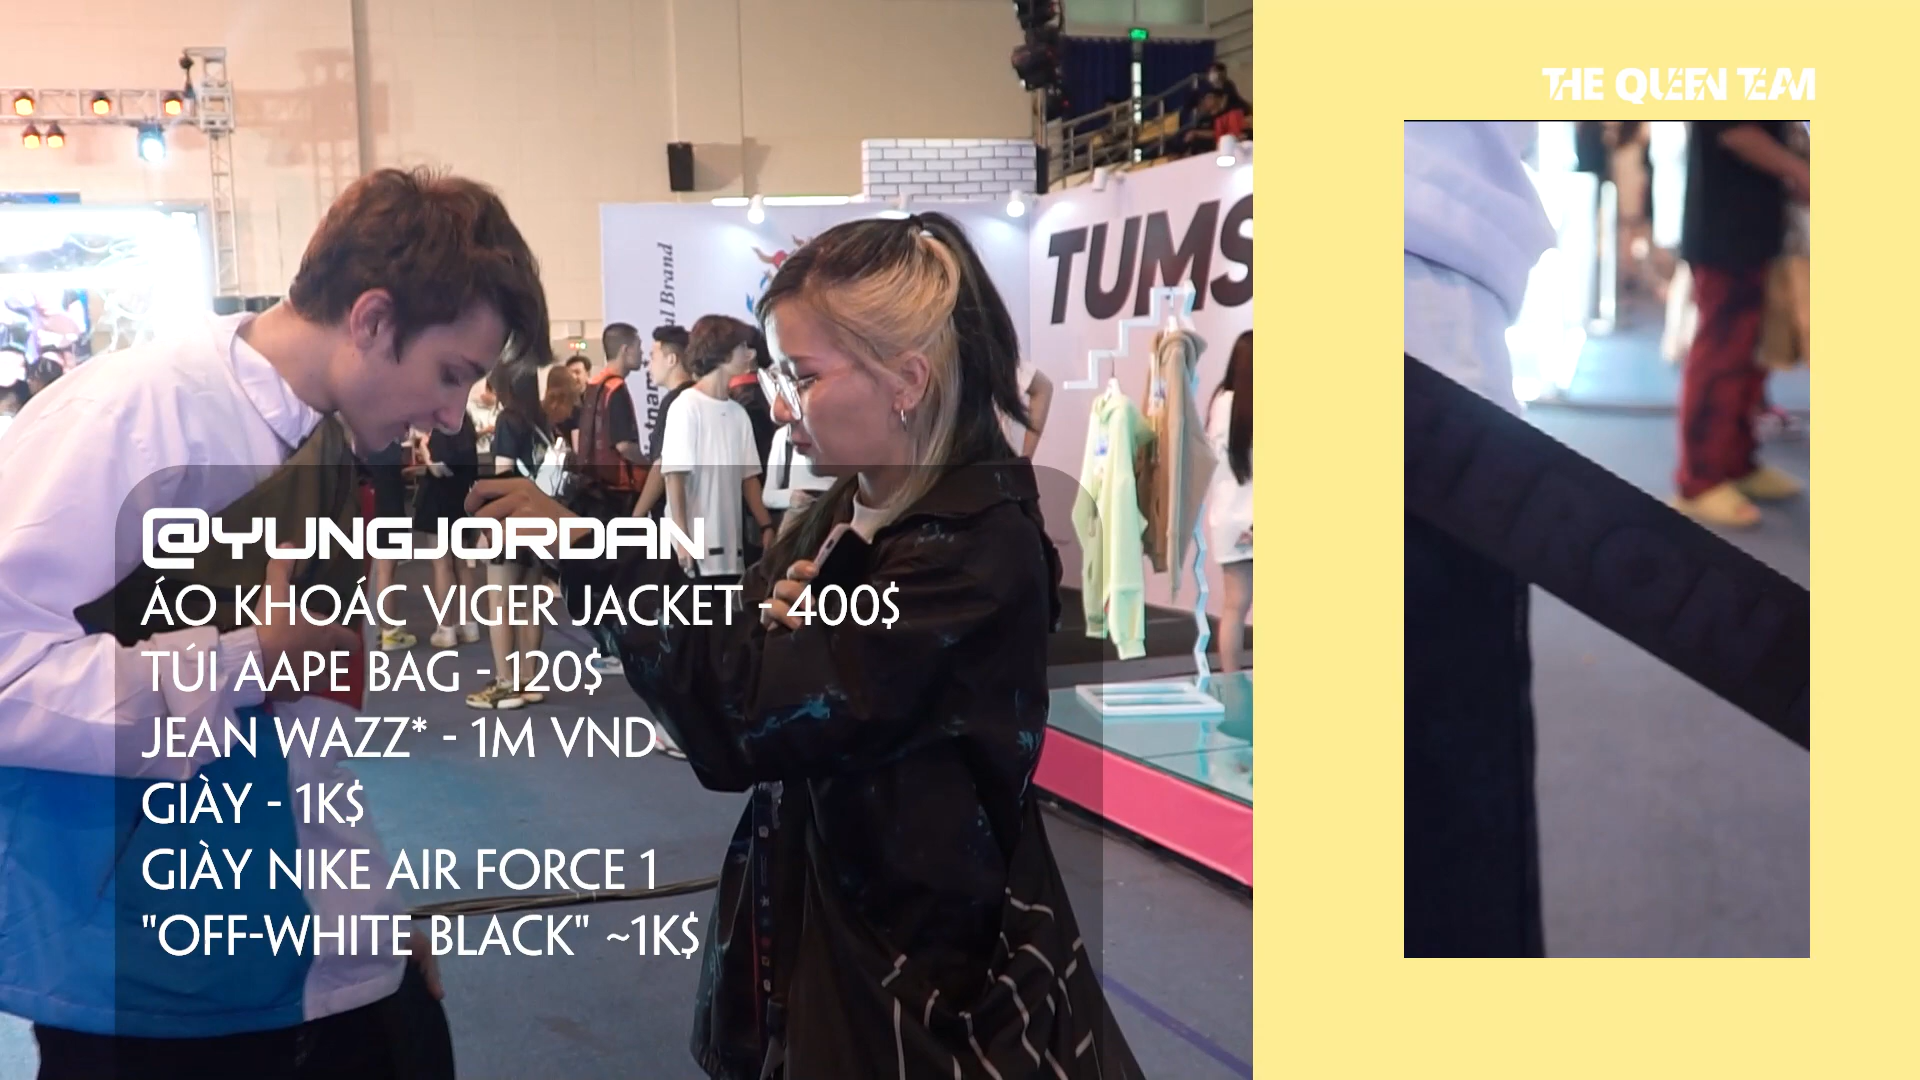 THE QUEEN TEAM
TUMS
@YUNGJORDAN
ÁO KHOÁC VIGER JACKET - 400$
TÚI AAPE BAG - 120$
JEAN WAZZ* - 1M VND
GIÀY - 1K$
GIÀY NIKE AIR FORCE 1
"OFF-WHITE BLACK" ~1K$